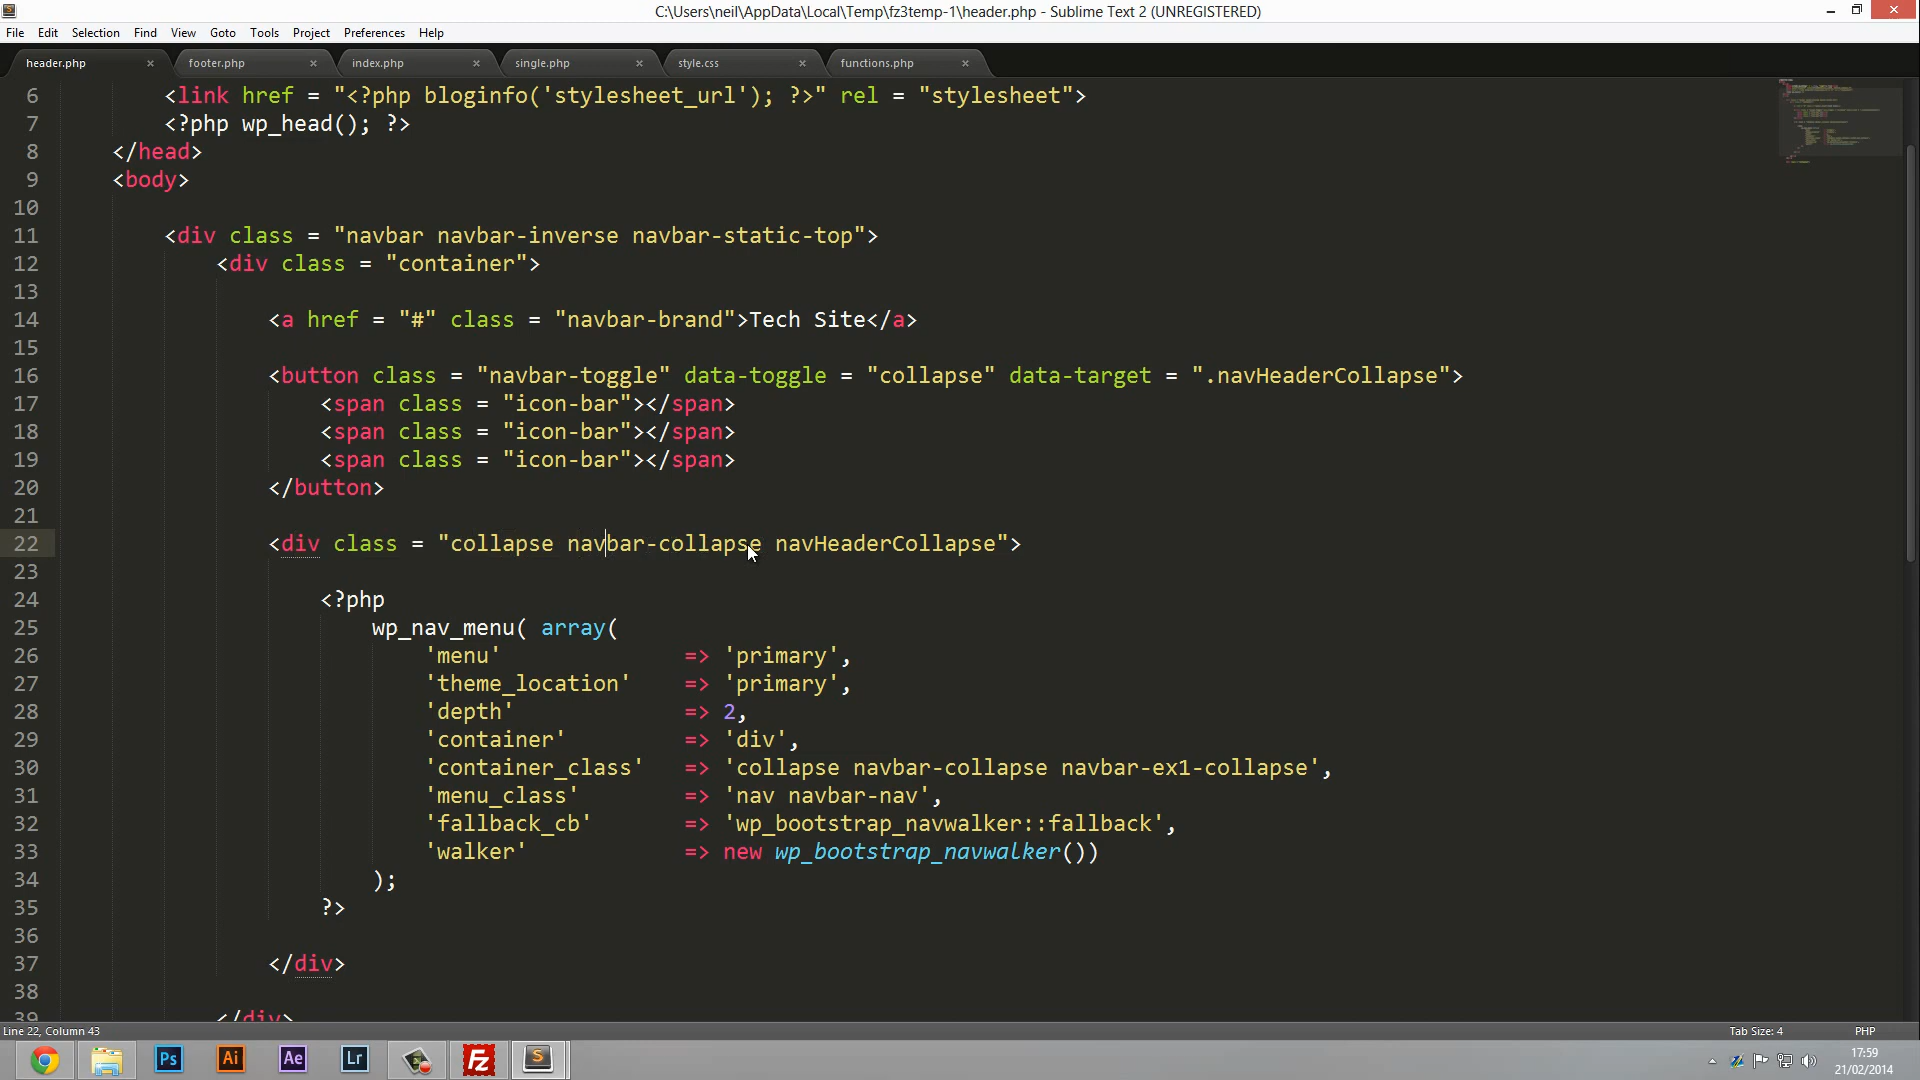 C:\Users\neil\AppData\Local\Temp\fz3temp-1\header.php - Sublime Text 2 (UNREGISTERED)
File Edit Selection Find View Goto Tools Project Preferences Help
header.php × footer.php × index.php × single.php × style.css × functions.php ×
6 <link href = "<?php bloginfo('stylesheet_url'); ?>" rel = "stylesheet">
7 <?php wp_head(); ?>
8 </head>
9 <body>
10
11 <div class = "navbar navbar-inverse navbar-static-top">
12 <div class = "container">
13
14 <a href = "#" class = "navbar-brand">Tech Site</a>
15
16 <button class = "navbar-toggle" data-toggle = "collapse" data-target = ".navHeaderCollapse">
17 <span class = "icon-bar"></span>
18 <span class = "icon-bar"></span>
19 <span class = "icon-bar"></span>
20 </button>
21
22 <div class = "collapse navbar-collapse navHeaderCollapse">
23
24 <?php
25 wp_nav_menu( array(
26 'menu' => 'primary',
27 'theme_location' => 'primary',
28 'depth' => 2,
29 'container' => 'div',
30 'container_class' => 'collapse navbar-collapse navbar-ex1-collapse',
31 'menu_class' => 'nav navbar-nav',
32 'fallback_cb' => 'wp_bootstrap_navwalker::fallback',
33 'walker' => new wp_bootstrap_navwalker())
34 );
35 ?>
36
37 </div>
38
39 </div>
Line 22, Column 43 Tab Size: 4 PHP
Ps Ai Ae Lr Fz S
17:59
21/02/2014